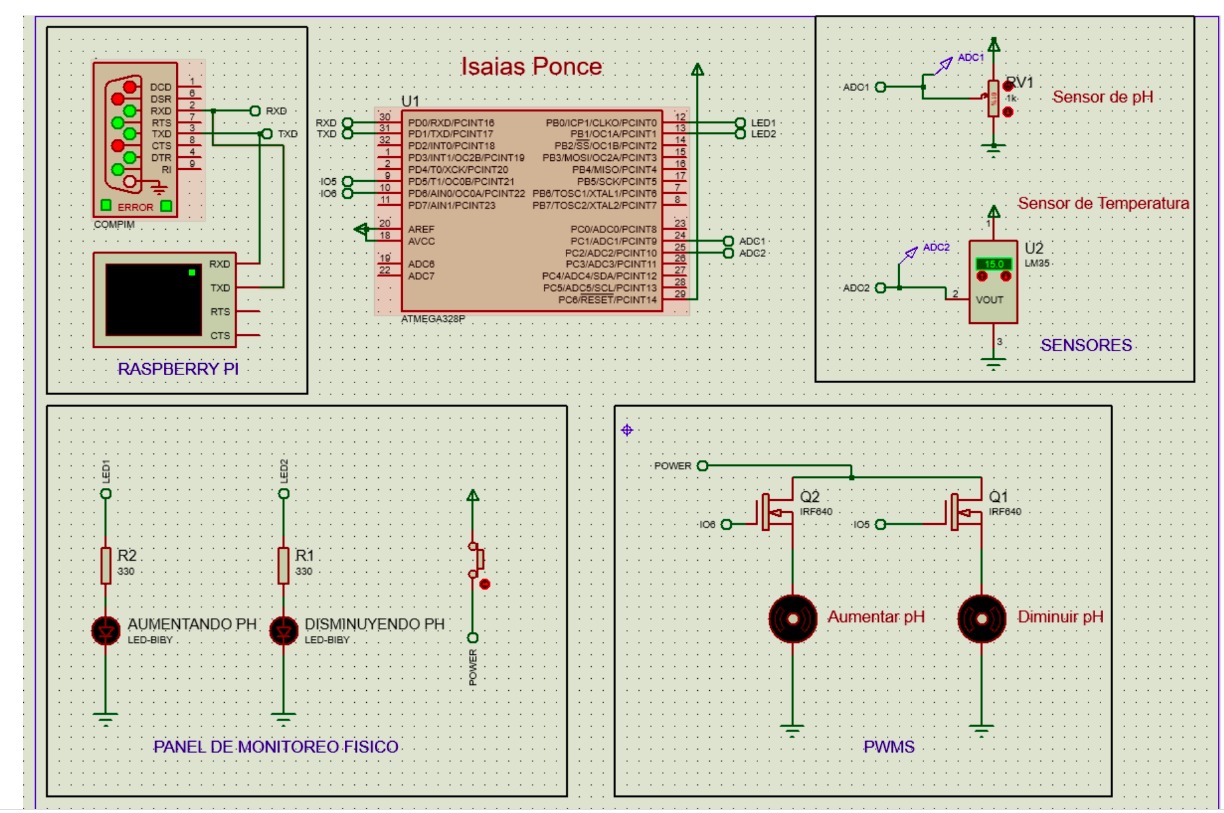 Isaias Ponce
DCD 1
DSR 6
RXD 2
RTS 7
TXD 3
CTS 8
DTR 4
RI 9
ERROR
COMPIM
RXD
TXD
RXD
TXD
RTS
CTS
RASPBERRY PI
U1
RXD 30 PD0/RXD/PCINT16
TXD 31 PD1/TXD/PCINT17
32 PD2/INT0/PCINT18
1 PD3/INT1/OC2B/PCINT19
2 PD4/T0/XCK/PCINT20
IO5 9 PD5/T1/OC0B/PCINT21
IO6 10 PD6/AIN0/OC0A/PCINT22
11 PD7/AIN1/PCINT23
20 AREF
18 AVCC
19 ADC6
22 ADC7
PB0/ICP1/CLKO/PCINT0 12 LED1
PB1/OC1A/PCINT1 13 LED2
PB2/SS/OC1B/PCINT2 14
PB3/MOSI/OC2A/PCINT3 15
PB4/MISO/PCINT4 16
PB5/SCK/PCINT5 17
PB6/TOSC1/XTAL1/PCINT6 7
PB7/TOSC2/XTAL2/PCINT7 8
PC0/ADC0/PCINT8 23
PC1/ADC1/PCINT9 24 ADC1
PC2/ADC2/PCINT10 25 ADC2
PC3/ADC3/PCINT11 26
PC4/ADC4/SDA/PCINT12 27
PC5/ADC5/SCL/PCINT13 28
PC6/RESET/PCINT14 29
ATMEGA328P
ADC1
ADC1
RV1
1k
Sensor de pH
Sensor de Temperatura
1
ADC2
U2
LM35
15.0
ADC2
2 VOUT
3
SENSORES
LED1
R2
330
AUMENTANDO PH
LED-BIBY
LED2
R1
330
DISMINUYENDO PH
LED-BIBY
POWER
PANEL DE MONITOREO FISICO
POWER
Q2
IRF640
IO6
Q1
IRF640
IO5
Aumentar pH
Diminuir pH
PWMS